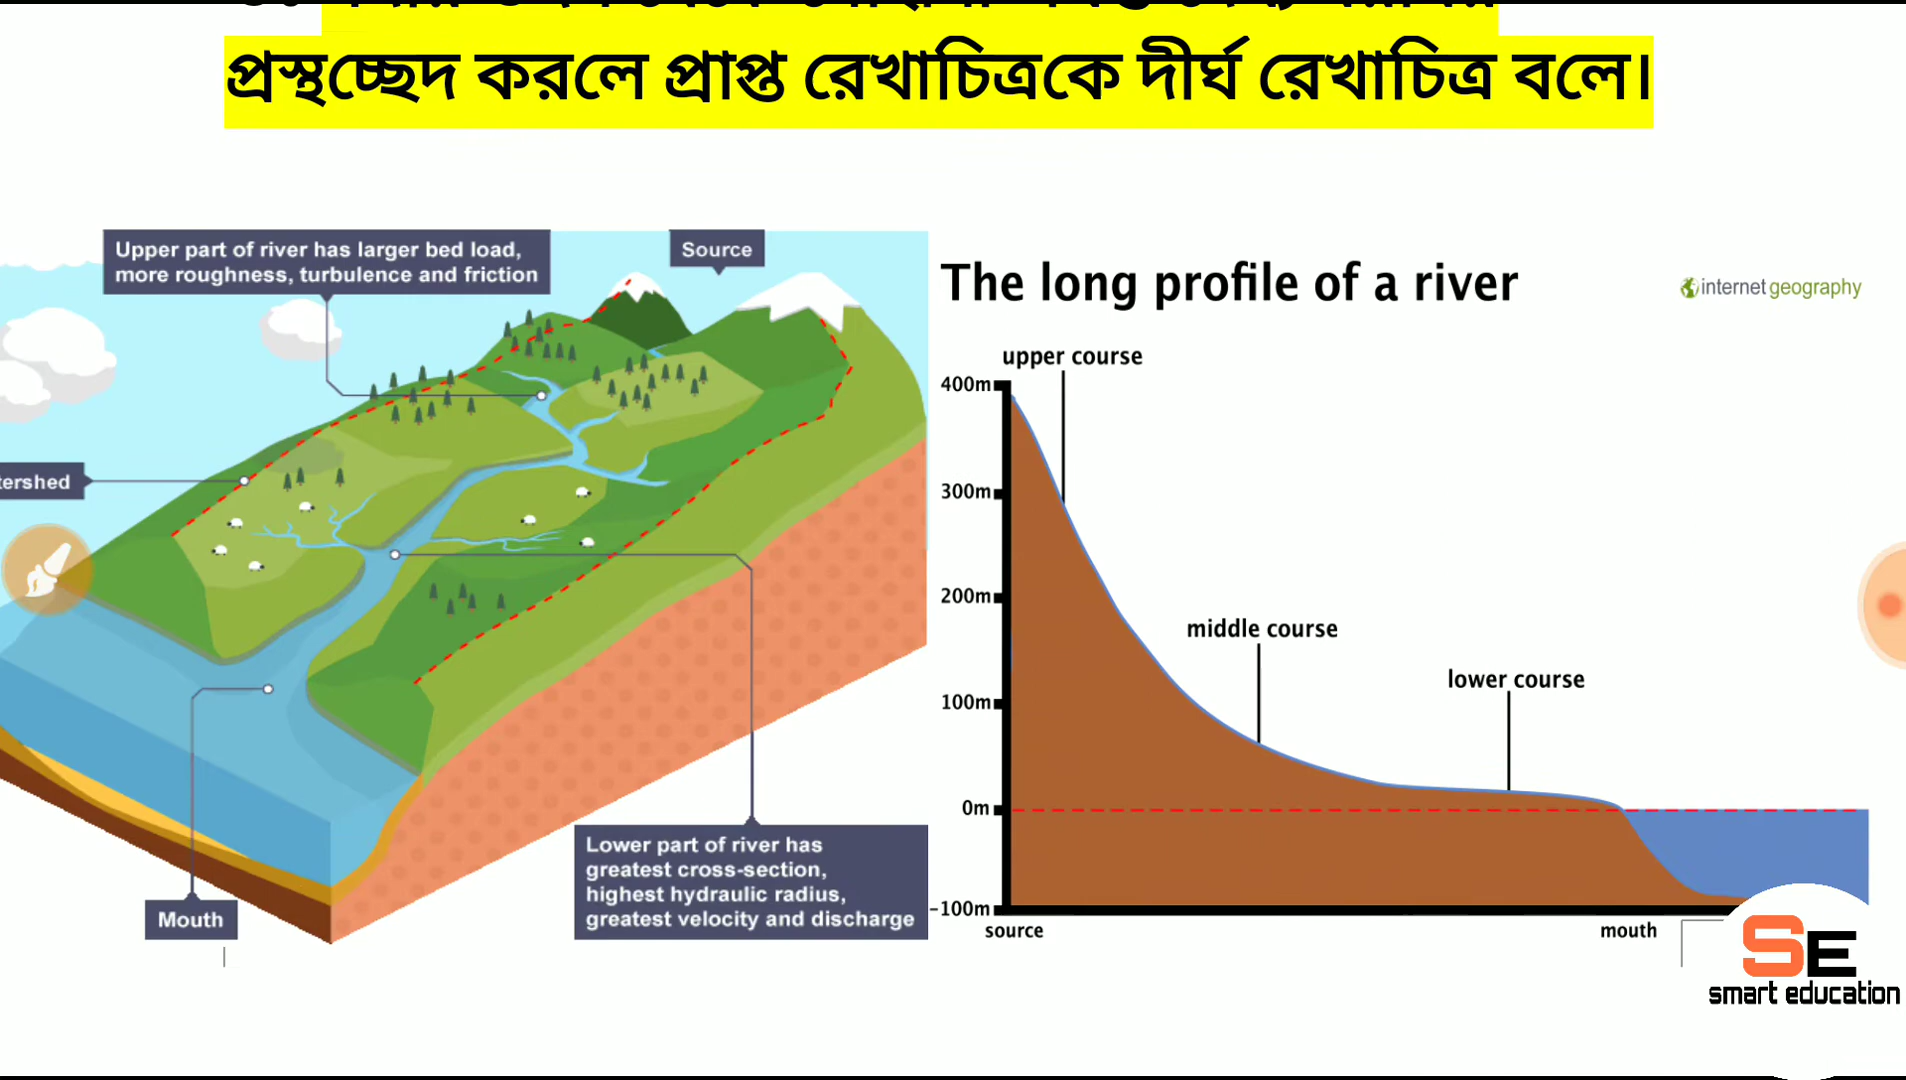 প্রস্থচ্ছেদ করলে প্রাপ্ত রেখাচিত্রকে দীর্ঘ রেখাচিত্র বলে।
Upper part of river has larger bed load,
more roughness, turbulence and friction
Source
tershed
Mouth
Lower part of river has
greatest cross-section,
highest hydraulic radius,
greatest velocity and discharge
The long profile of a river
internetgeography
upper course
400m
300m
200m
middle course
lower course
100m
0m
-100m
source
mouth
SE
smart education